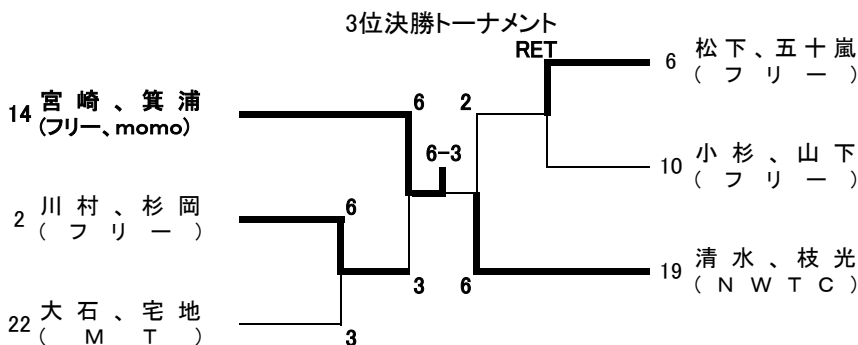 3位決勝トーナメント
RET
14 宮崎、箕浦
(フリー、momo)
2 川村、杉岡
(フリー)
22 大石、宅地
(MT)
6
3
6
3
6-3
2
6
6 松下、五十嵐
(フリー)
10 小杉、山下
(フリー)
19 清水、枝光
(NWTC)